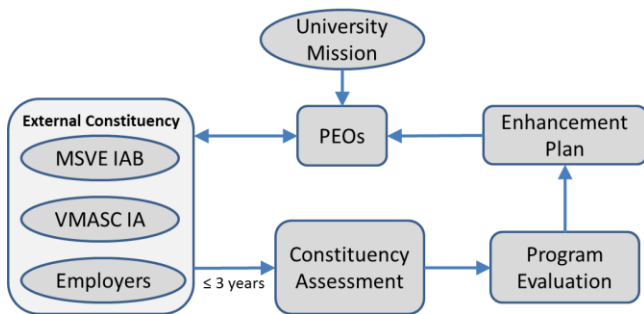 University
Mission
External Constituency
MSVE IAB
VMASC IA
Employers
PEOs
Enhancement
Plan
≤ 3 years
Constituency
Assessment
Program
Evaluation